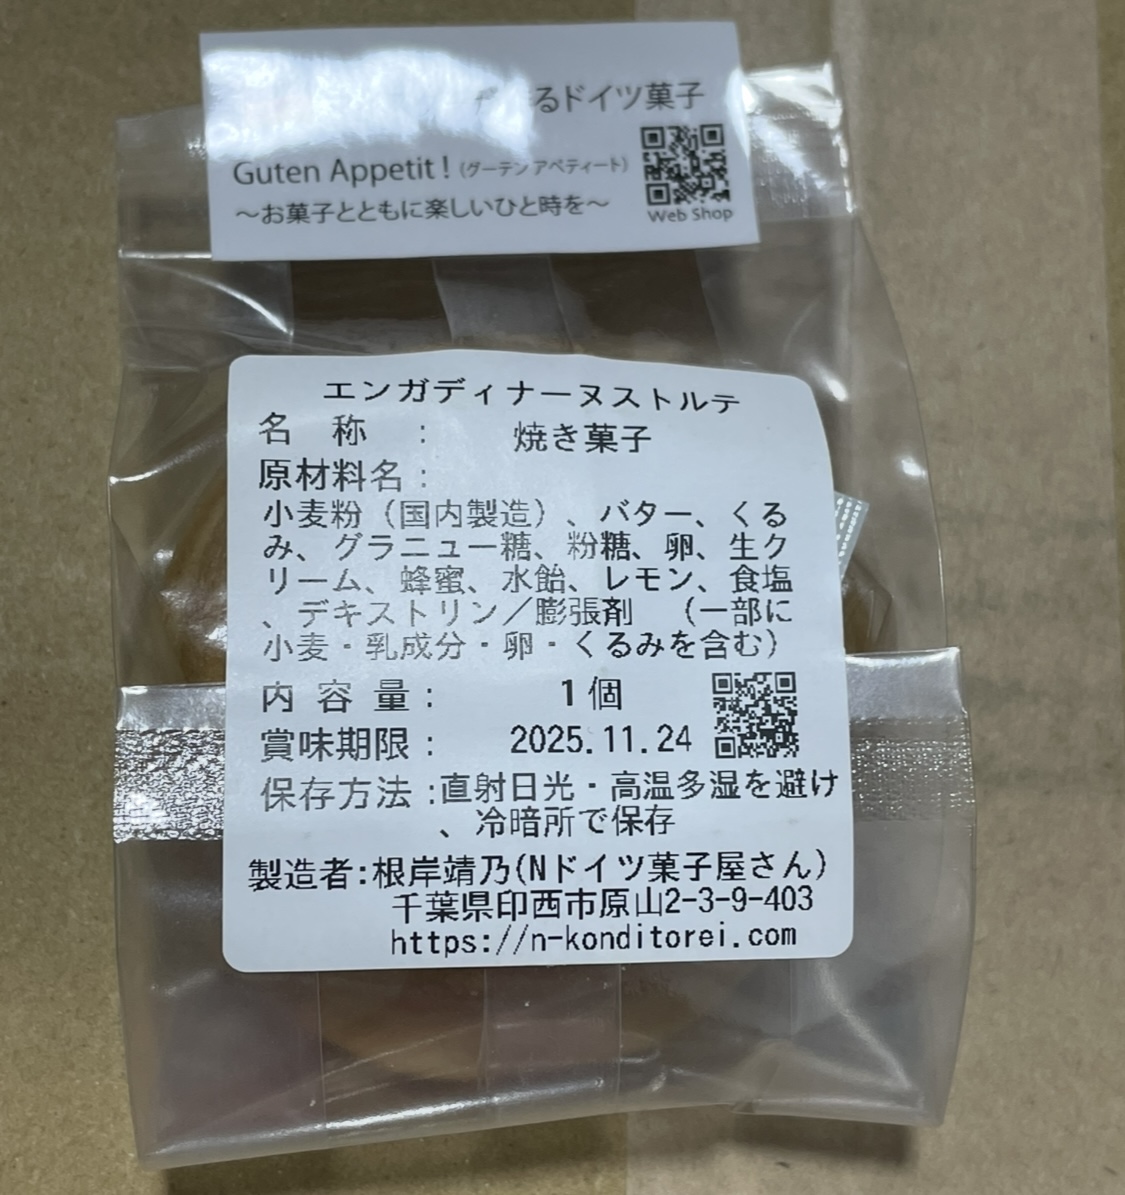 るドイツ菓子
Guten Appetit ! (グーテン アペティート)
～お菓子とともに楽しいひと時を～
Web Shop
エンガディナーヌストルテ
名 称 : 焼き菓子
原材料名 :
小麦粉（国内製造）、バター、くる
み、グラニュー糖、粉糖、卵、生ク
リーム、蜂蜜、水飴、レモン、食塩
、デキストリン／膨張剤 （一部に
小麦・乳成分・卵・くるみを含む）
内 容 量 : 1個
賞味期限 : 2025.11.24
保存方法 :直射日光・高温多湿を避け
、冷暗所で保存
製造者:根岸靖乃(Nドイツ菓子屋さん)
千葉県印西市原山2-3-9-403
https://n-konditorei.com